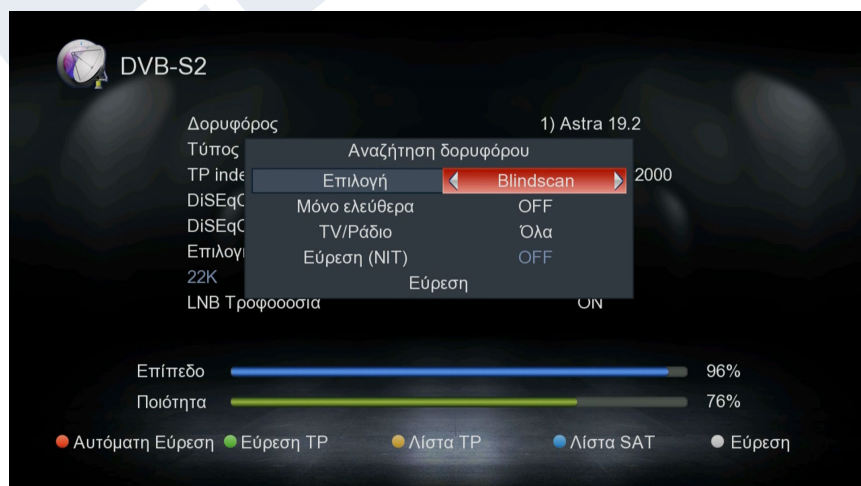 DVB-S2
Δορυφόρος 1) Astra 19.2
Τύπος
Αναζήτηση δορυφόρου
TP inde 2000
Επιλογή Blindscan
DiSEqC
Μόνο ελεύθερα OFF
DiSEqC
TV/Ράδιο Όλα
Επιλογή
Εύρεση (NIT) OFF
22K
Εύρεση
LNB Τροφοδοσία ON
Επίπεδο 96%
Ποιότητα 76%
Αυτόματη Εύρεση Εύρεση TP Λίστα TP Λίστα SAT Εύρεση